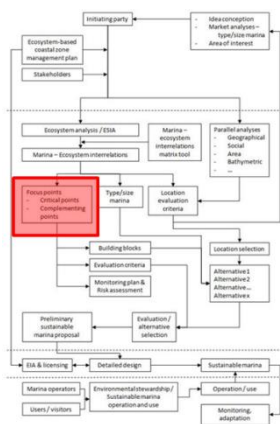 Initiating party
- Idea conception
- Market analyses –
type/size marina
- Area of interest
Ecosystem-based
coastal zone
management plan
Stakeholders
Ecosystem analysis / ESIA
Marina –
ecosystem
interrelations
matrix tool
Parallel analyses
- Geographical
- Social
- Area
- Bathymetric
- ...
Marina – Ecosystem interrelations
Focus points
- Critical points
- Complementing
points
Type/size
marina
Location
evaluation
criteria
Building blocks
Evaluation criteria
Monitoring plan &
Risk assessment
Location selection
Alternative 1
Alternative 2
Alternative...
Alternative x
Preliminary
sustainable
marina proposal
Evaluation /
alternative
selection
EIA & licensing
Detailed design
Sustainable marina
Marina operators
Users / visitors
Environmental stewardship /
Sustainable marina
operation and use
Operation / use
Monitoring,
adaptation